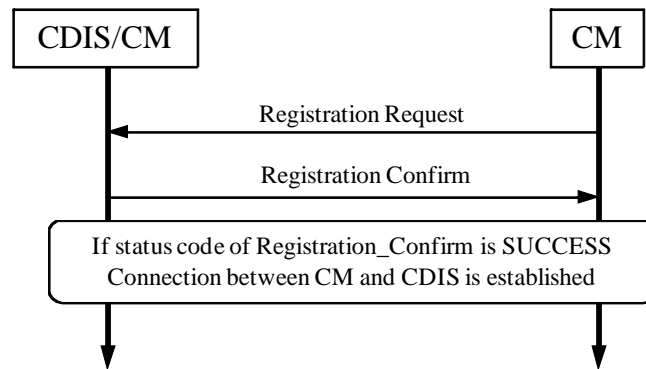 CDIS/CM
CM
Registration Request
Registration Confirm
If status code of Registration_Confirm is SUCCESS
Connection between CM and CDIS is established